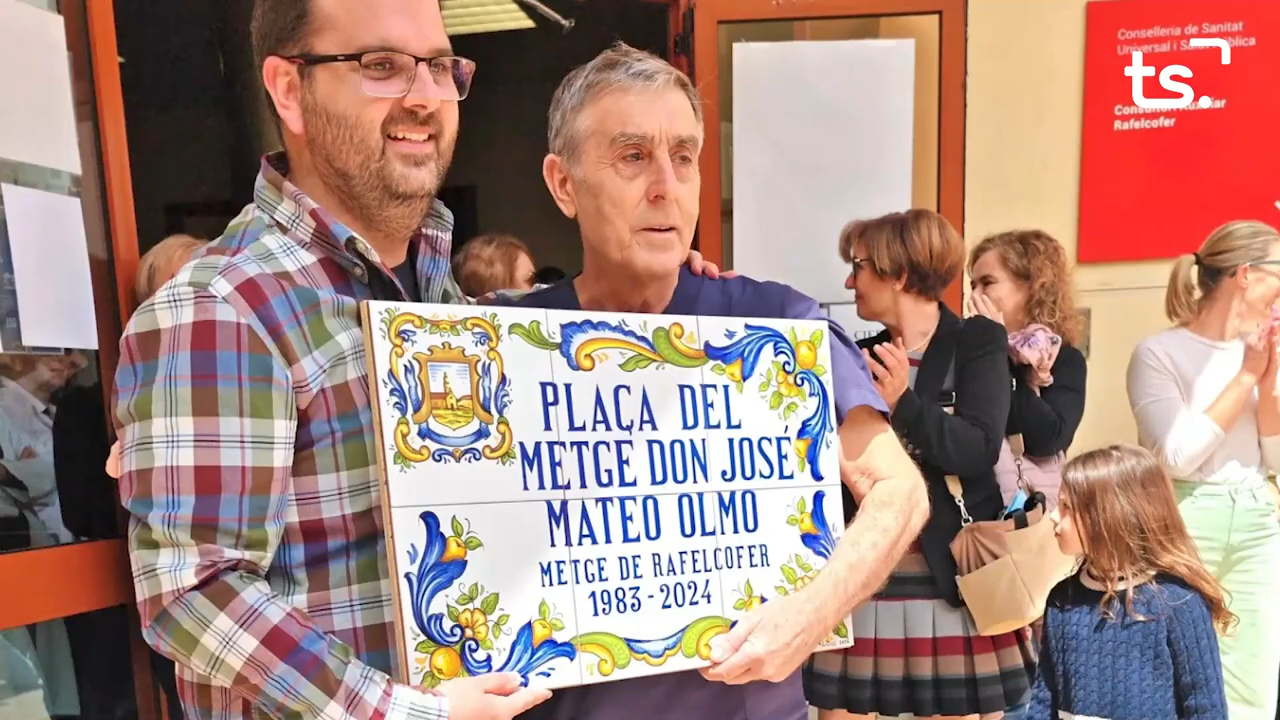 Conselleria de Sanitat
Universal i Salut Pública
ts.
Consultori Auxiliar
Rafelcofer
PLAÇA DEL
METGE DON JOSÉ
MATEO OLMO
METGE DE RAFELCOFER
1983-2024